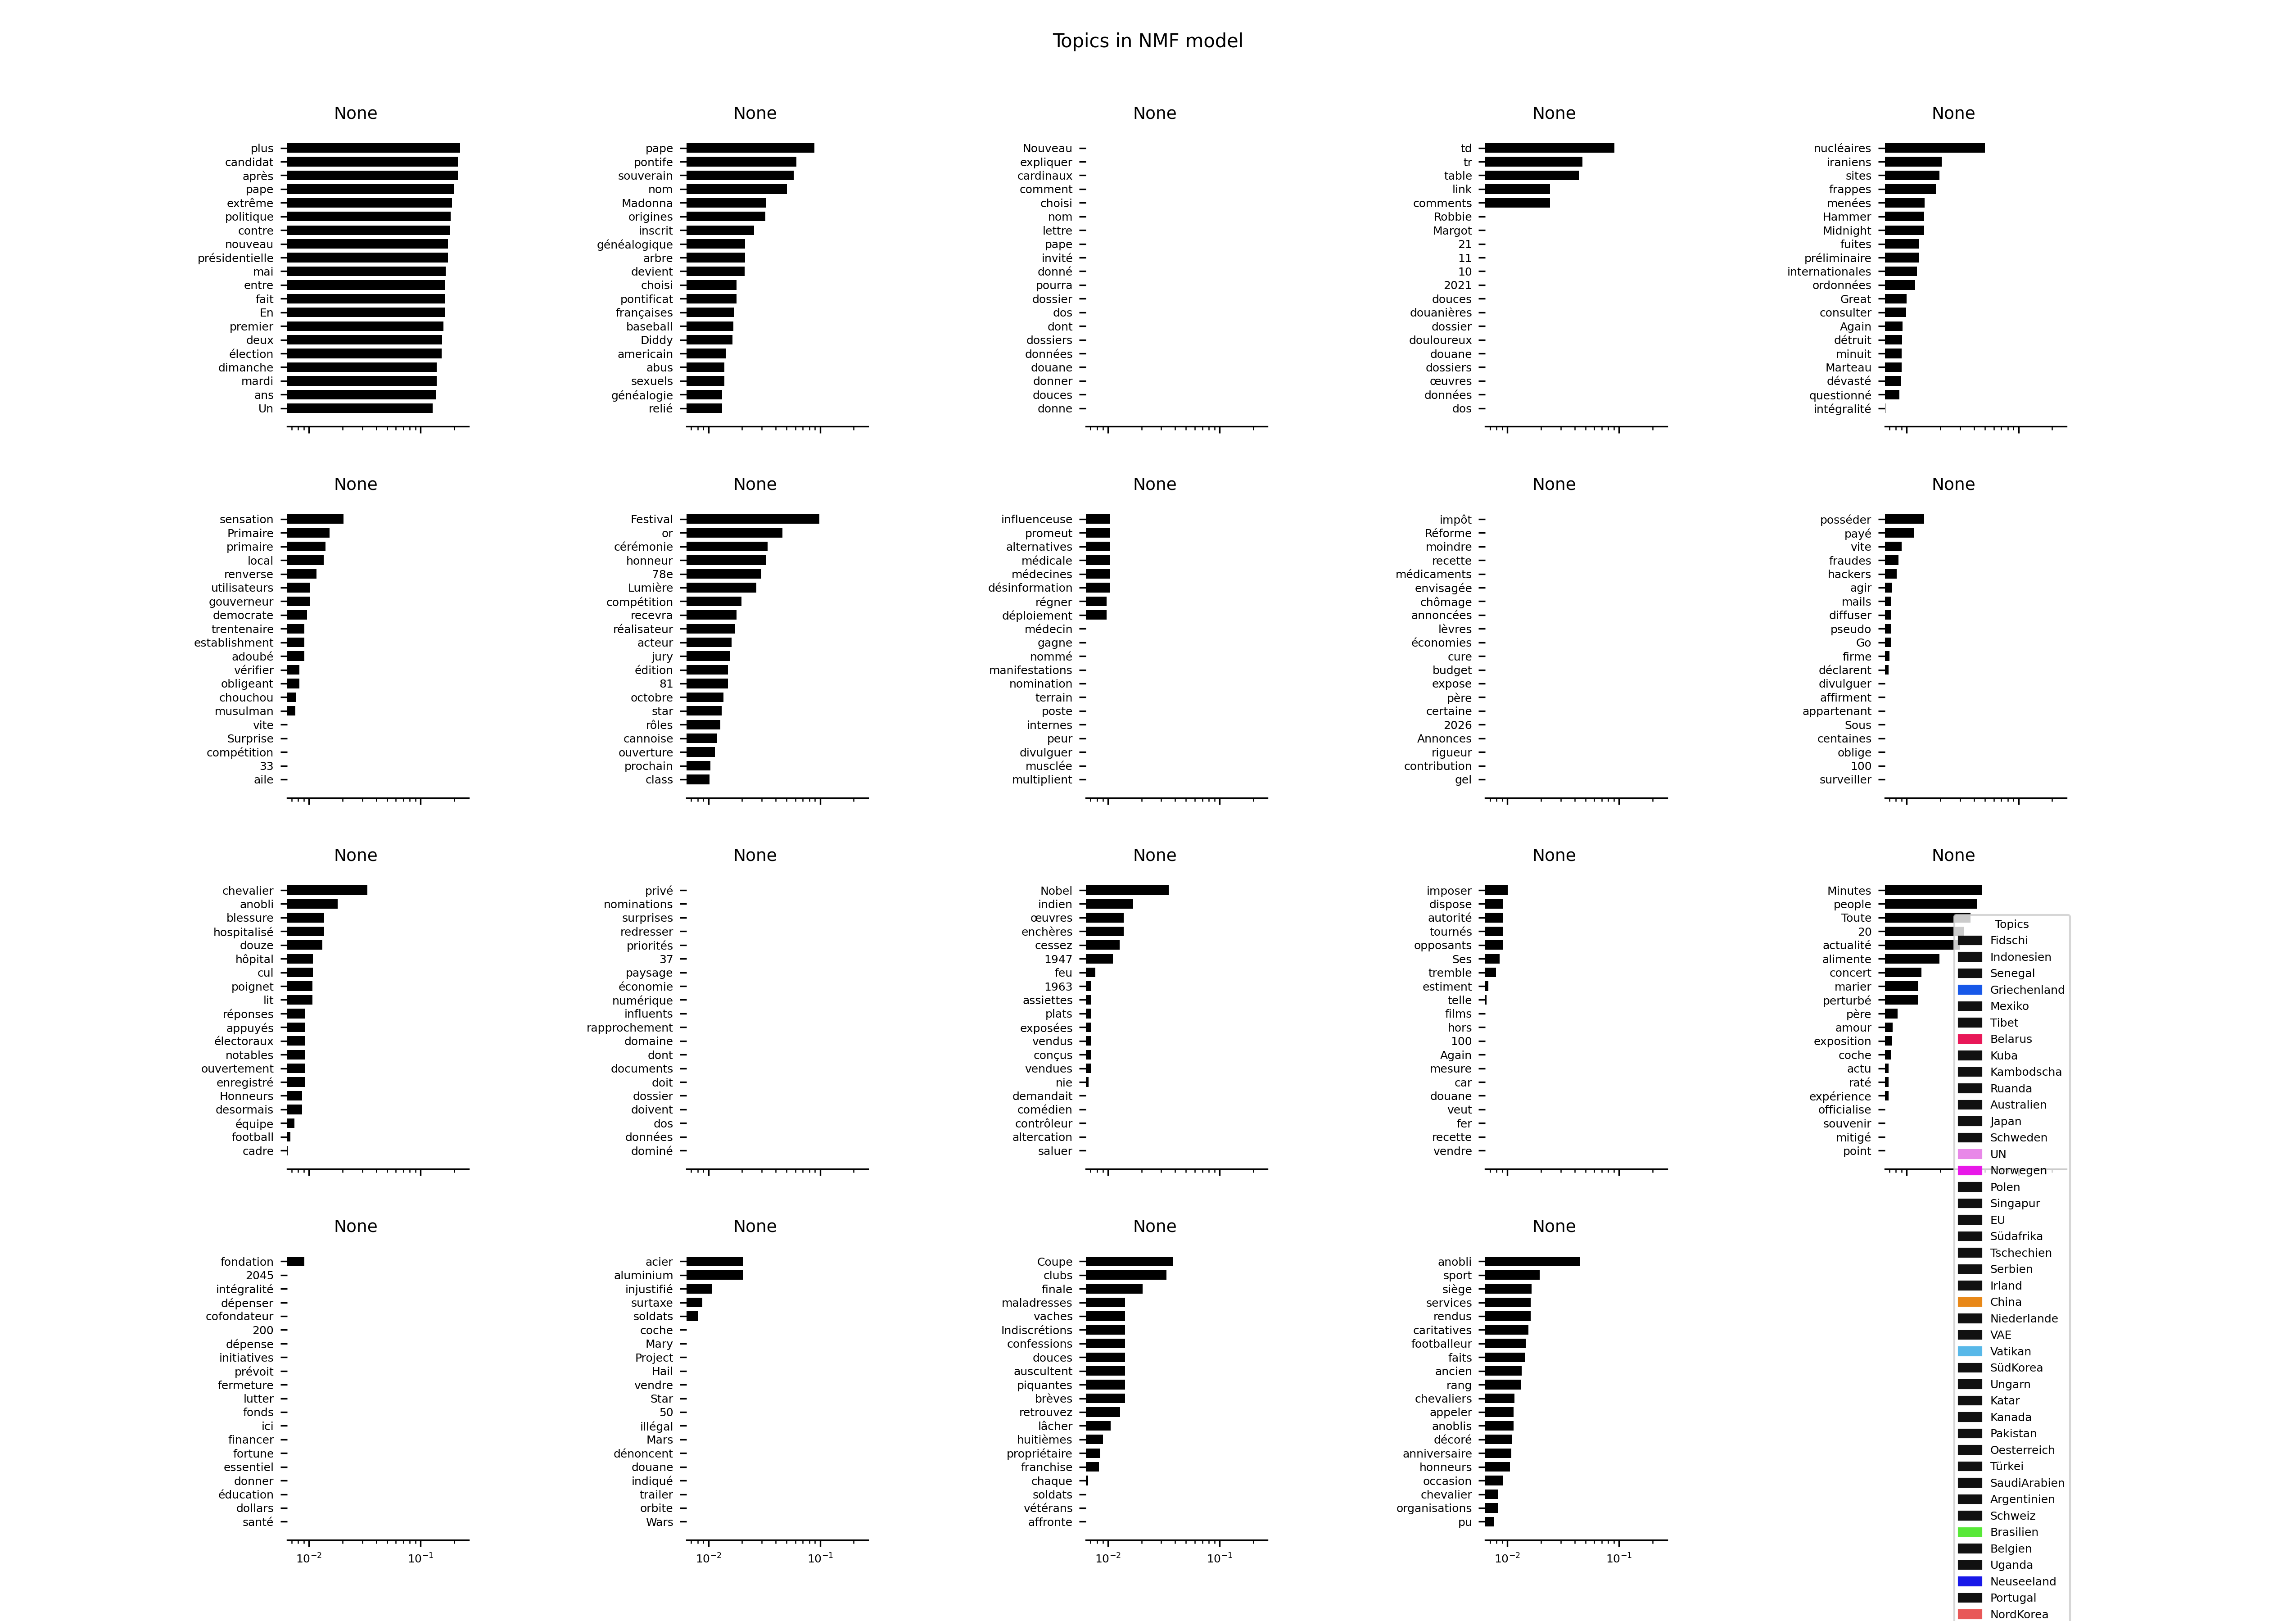 Topics in NMF model
None
plus
candidat
après
pape
extrême
politique
contre
nouveau
présidentielle
mai
entre
fait
En
premier
deux
élection
dimanche
mardi
ans
Un
None
pape
pontife
souverain
nom
Madonna
origines
inscrit
généalogique
arbre
devient
choisi
pontificat
françaises
baseball
Diddy
americain
abus
sexuels
généalogie
relié
None
Nouveau
expliquer
cardinaux
comment
choisi
nom
lettre
pape
invité
donné
pourra
dossier
dos
dont
dossiers
données
douane
donner
douces
donne
None
td
tr
table
link
comments
Robbie
Margot
21
11
10
2021
douces
douanières
dossier
douloureux
douane
dossiers
œuvres
données
dos
None
nucléaires
iraniens
sites
frappes
menées
Hammer
Midnight
fuites
préliminaire
internationales
ordonnées
Great
consulter
Again
détruit
minuit
Marteau
dévasté
questionné
intégralité
None
sensation
Primaire
primaire
local
renverse
utilisateurs
gouverneur
democrate
trentenaire
establishment
adoubé
vérifier
obligeant
chouchou
musulman
vite
Surprise
compétition
33
aile
None
Festival
or
cérémonie
honneur
78e
Lumière
compétition
recevra
réalisateur
acteur
jury
édition
81
octobre
star
rôles
cannoise
ouverture
prochain
class
None
influenceuse
promeut
alternatives
médicale
médecines
désinformation
régner
déploiement
médecin
gagne
nommé
manifestations
nomination
terrain
poste
internes
peur
divulguer
musclée
multiplient
None
impôt
Réforme
moindre
recette
médicaments
envisagée
chômage
annoncées
lèvres
économies
cure
budget
expose
père
certaine
2026
Annonces
rigueur
contribution
gel
None
posséder
payé
vite
fraudes
hackers
agir
mails
diffuser
pseudo
Go
firme
déclarent
divulguer
affirment
appartenant
Sous
centaines
oblige
100
surveiller
None
chevalier
anobli
blessure
hospitalisé
douze
hôpital
cul
poignet
lit
réponses
appuyés
électoraux
notables
ouvertement
enregistré
Honneurs
desormais
équipe
football
cadre
None
privé
nominations
surprises
redresser
priorités
37
paysage
économie
numérique
influents
rapprochement
domaine
dont
documents
doit
dossier
doivent
dos
données
dominé
None
Nobel
indien
œuvres
enchères
cessez
1947
feu
1963
assiettes
plats
exposées
vendus
conçus
vendues
nie
demandait
comédien
contrôleur
altercation
saluer
None
imposer
dispose
autorité
tournés
opposants
Ses
tremble
estiment
telle
films
hors
100
Again
mesure
car
douane
veut
fer
recette
vendre
None
Minutes
people
Toute
20
actualité
alimente
concert
marier
perturbé
père
amour
exposition
coche
actu
raté
expérience
officialise
souvenir
mitigé
point
None
fondation
2045
intégralité
dépenser
cofondateur
200
dépense
initiatives
prévoit
fermeture
lutter
fonds
ici
financer
fortune
essentiel
donner
éducation
dollars
santé
10⁻² 10⁻¹
None
acier
aluminium
injustifié
surtaxe
soldats
coche
Mary
Project
Hail
vendre
Star
50
illégal
Mars
dénoncent
douane
indiqué
trailer
orbite
Wars
10⁻² 10⁻¹
None
Coupe
clubs
finale
maladresses
vaches
Indiscrétions
confessions
douces
auscultent
piquantes
brèves
retrouvez
lâcher
huitièmes
propriétaire
franchise
chaque
soldats
vétérans
affronte
10⁻² 10⁻¹
None
anobli
sport
siège
services
rendus
caritatives
footballeur
faits
ancien
rang
chevaliers
appeler
anoblis
décoré
anniversaire
honneurs
occasion
chevalier
organisations
pu
10⁻² 10⁻¹
Topics
Fidschi
Indonesien
Senegal
Griechenland
Mexiko
Tibet
Belarus
Kuba
Kambodscha
Ruanda
Australien
Japan
Schweden
UN
Norwegen
Polen
Singapur
EU
Südafrika
Tschechien
Serbien
Irland
China
Niederlande
VAE
Vatikan
SüdKorea
Ungarn
Katar
Kanada
Pakistan
Oesterreich
Türkei
SaudiArabien
Argentinien
Schweiz
Brasilien
Belgien
Uganda
Neuseeland
Portugal
NordKorea